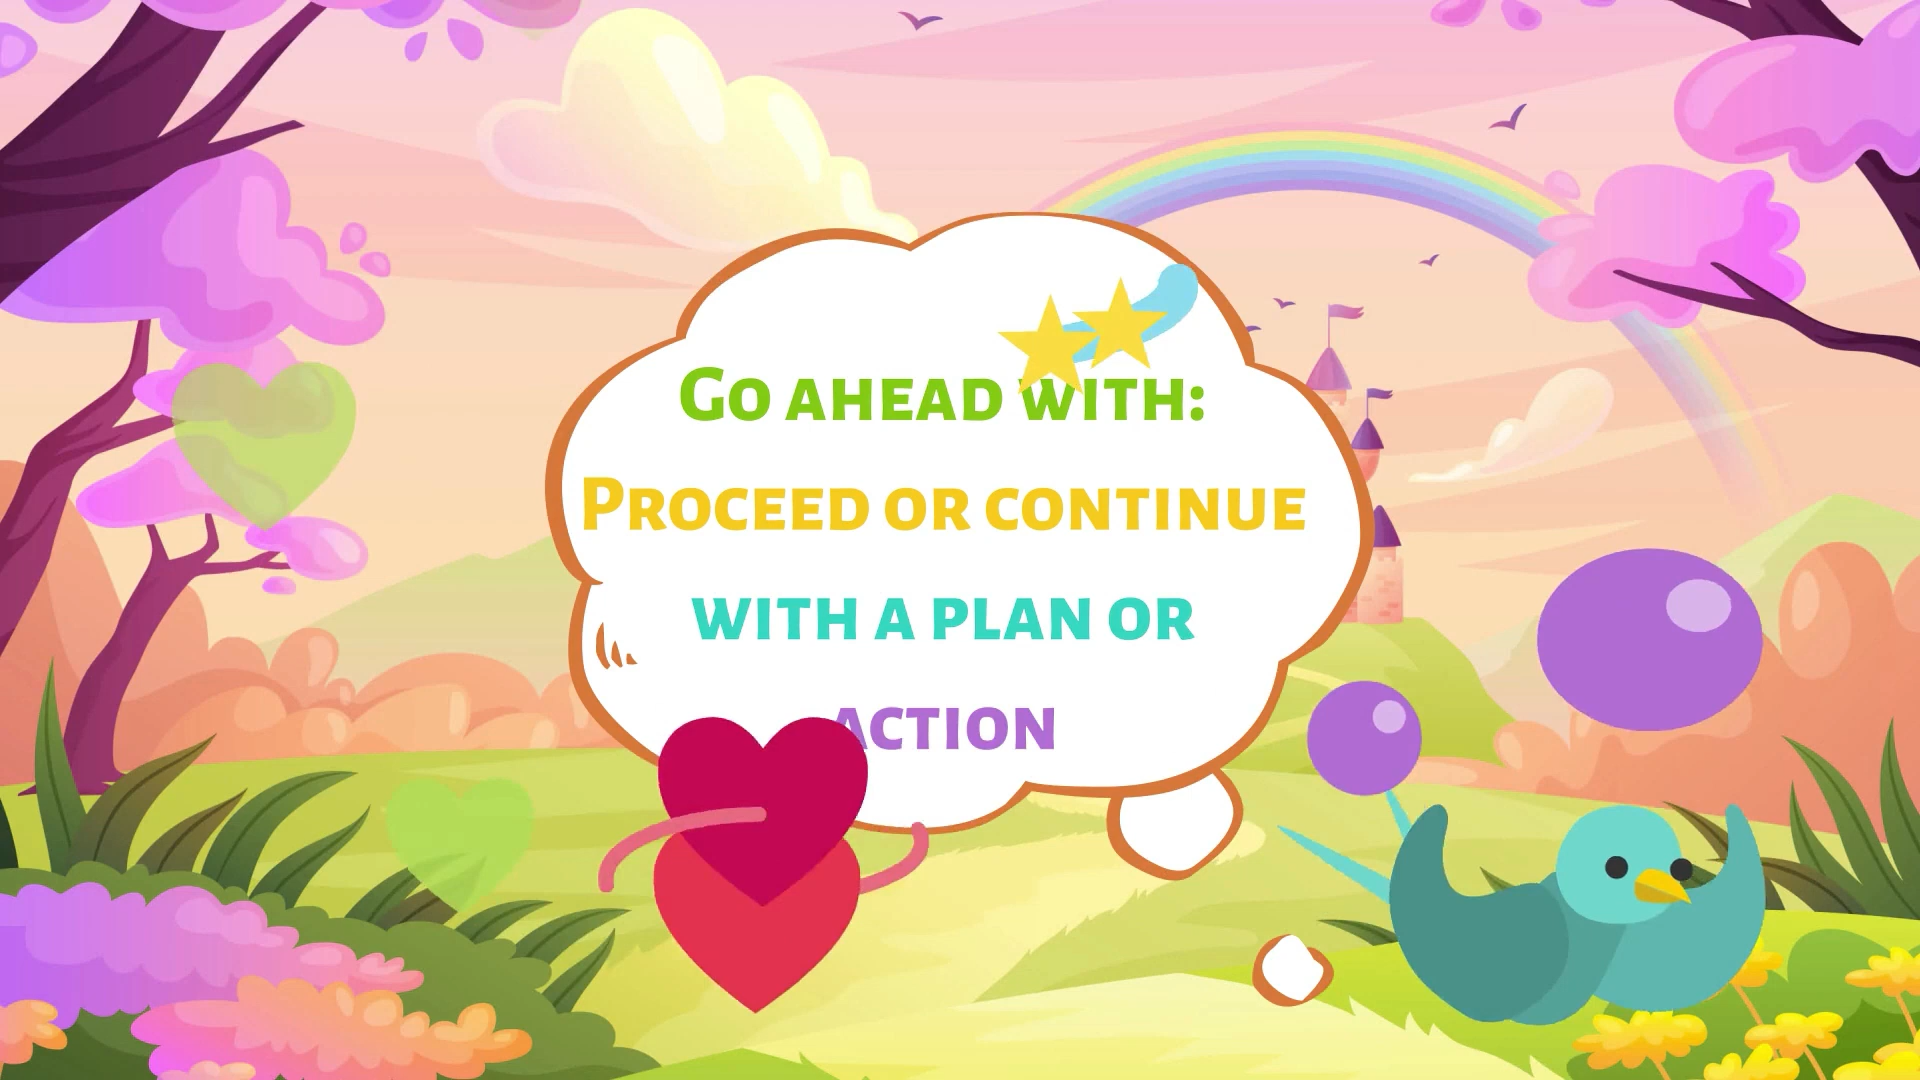 Go ahead with:
Proceed or continue
with a plan or
action